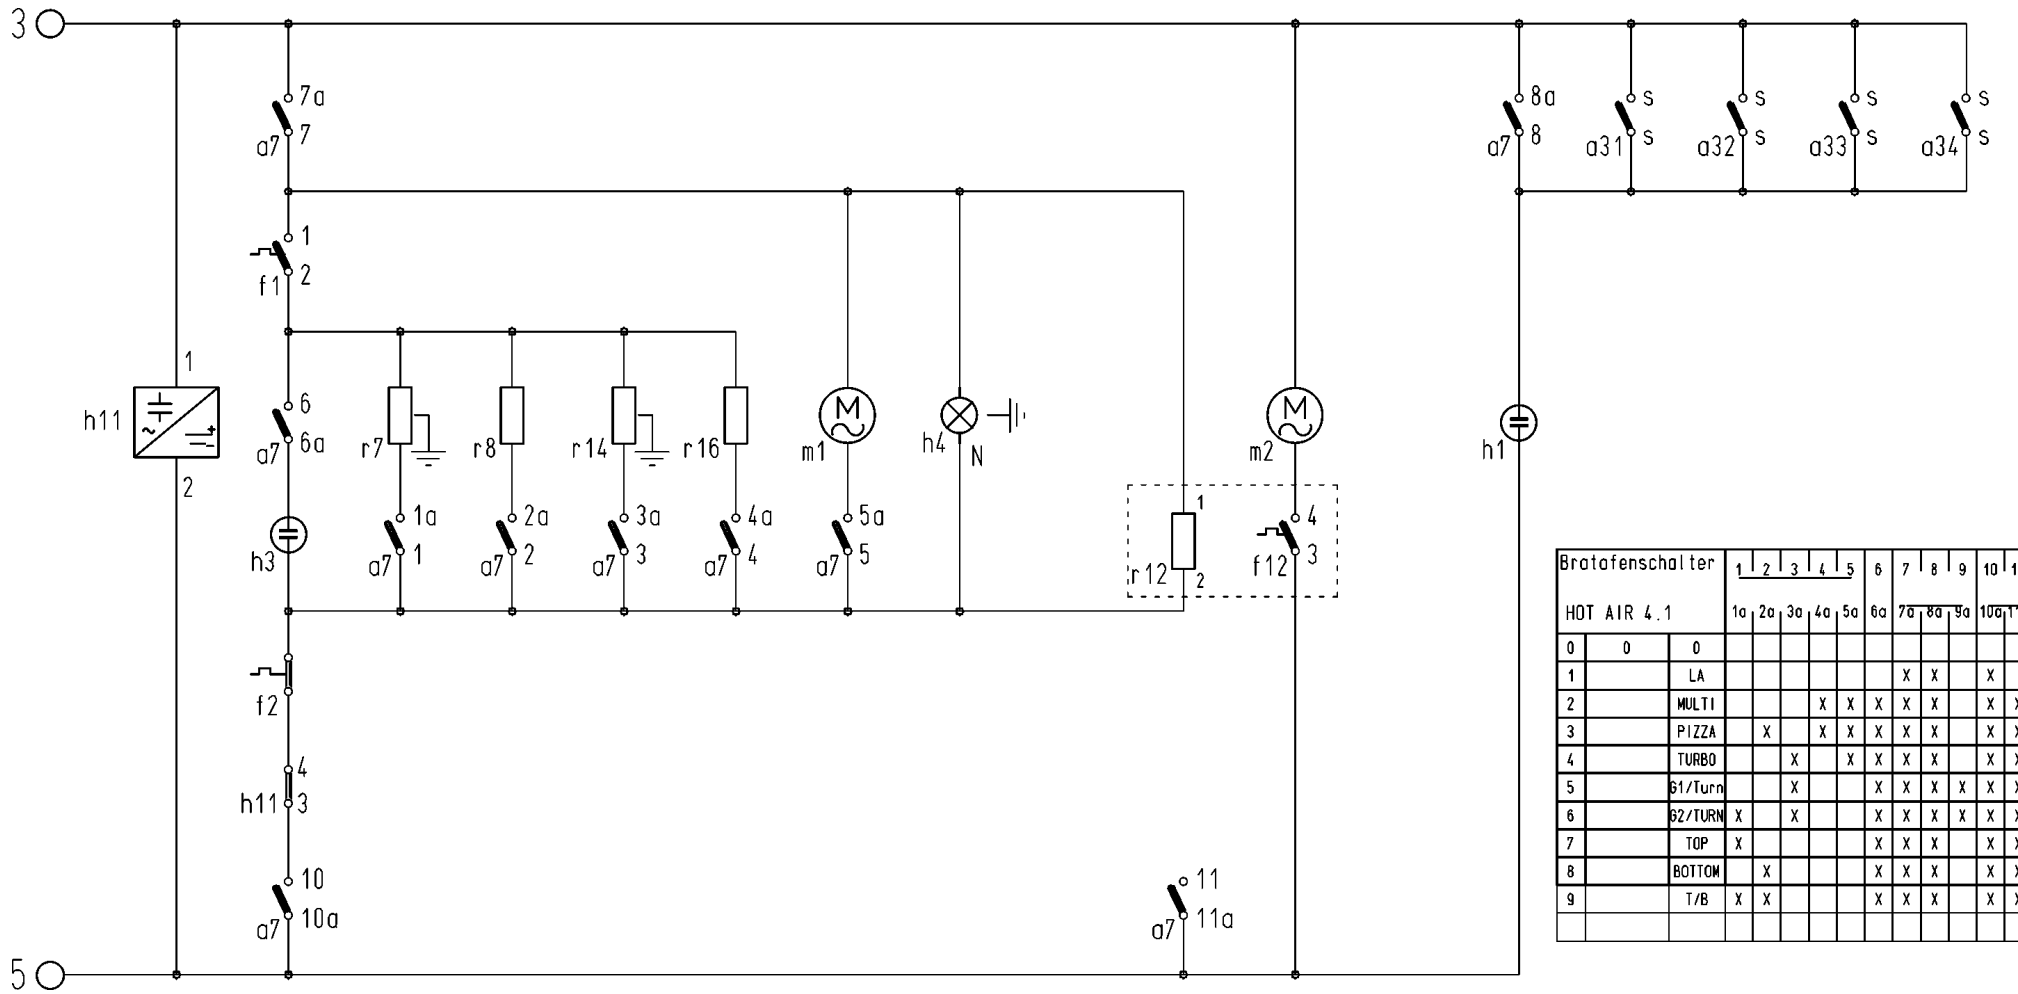 3
7a
7
a7
8a
8
a7
s
s
a31
s
s
a32
s
s
a33
s
s
a34
1
2
f1
1
h11
2
6
6a
a7
r7
r8
r14
r16
M
m1
h4
N
M
m2
h1
h3
1a
1
a7
2a
2
a7
3a
3
a7
4a
4
a7
5a
5
a7
1
r12
2
4
3
f12
f2
4
h11
3
10
10a
a7
11
11a
a7
5
Bratofenschalter 1 2 3 4 5 6 7 8 9 10 1
HOT AIR 4.1 1a 2a 3a 4a 5a 6a 7a 8a 9a 10a 1
0 0 0
1 LA X X X
2 MULTI X X X X X X X
3 PIZZA X X X X X X X X
4 TURBO X X X X X X X
5 G1/Turn X X X X X X X
6 G2/TURN X X X X X X X X
7 TOP X X X X X X
8 BOTTOM X X X X X X
9 T/B X X X X X X X